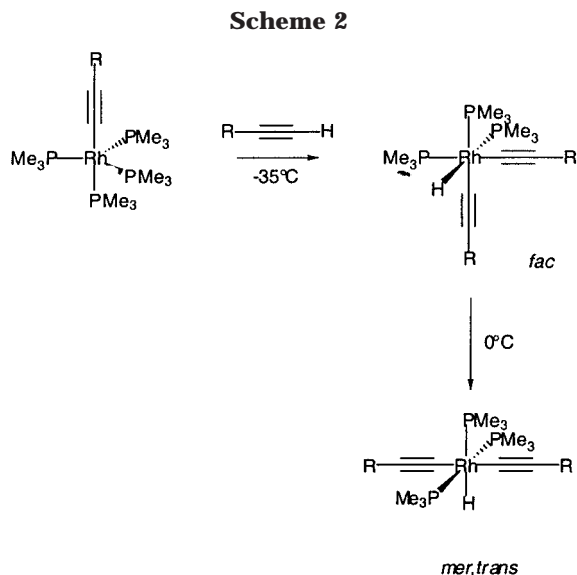 Scheme 2
R
Me3P Rh PMe3
PMe3
PMe3
R H
-35°C
PMe3
PMe3
Me3P Rh R
H
R
fac
0°C
PMe3
PMe3
R Rh R
Me3P
H
mer,trans